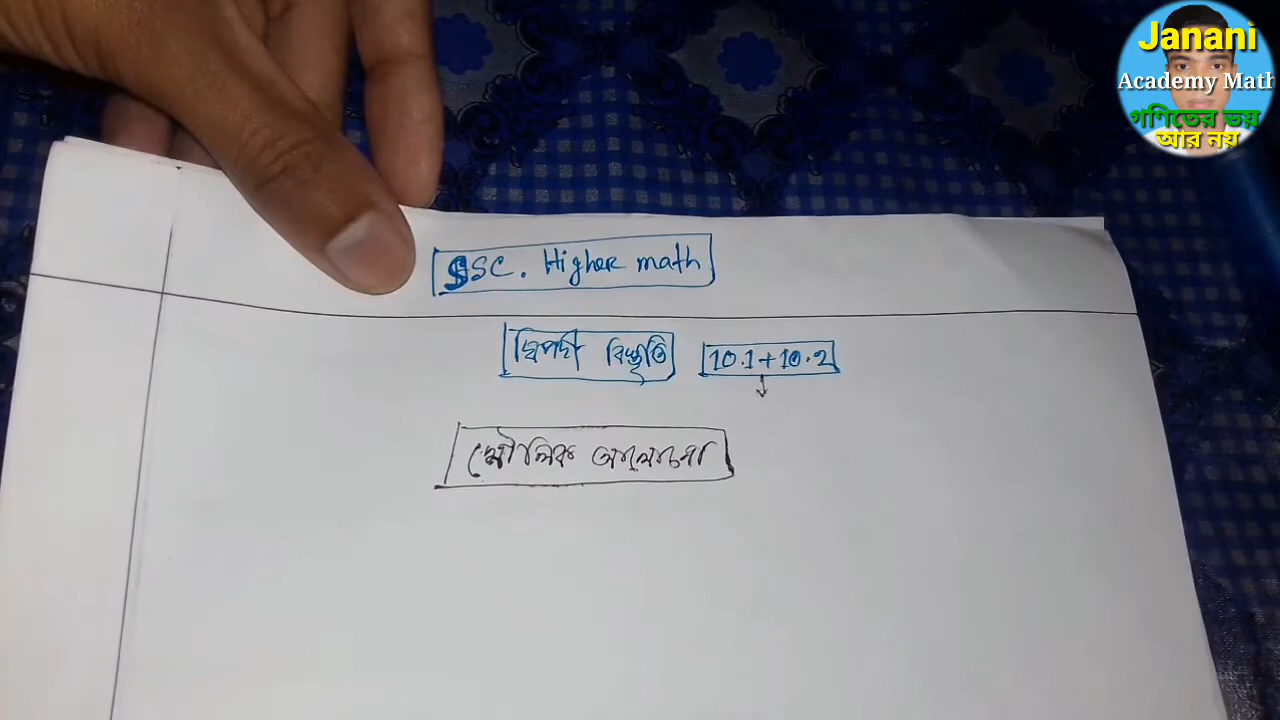 Janani
Academy Math
গণিতের ভয়
আর নয়
SSC. Higher math
দ্বিপদী বিস্তৃতি 10.1+10.2
মৌলিক আলোচনা